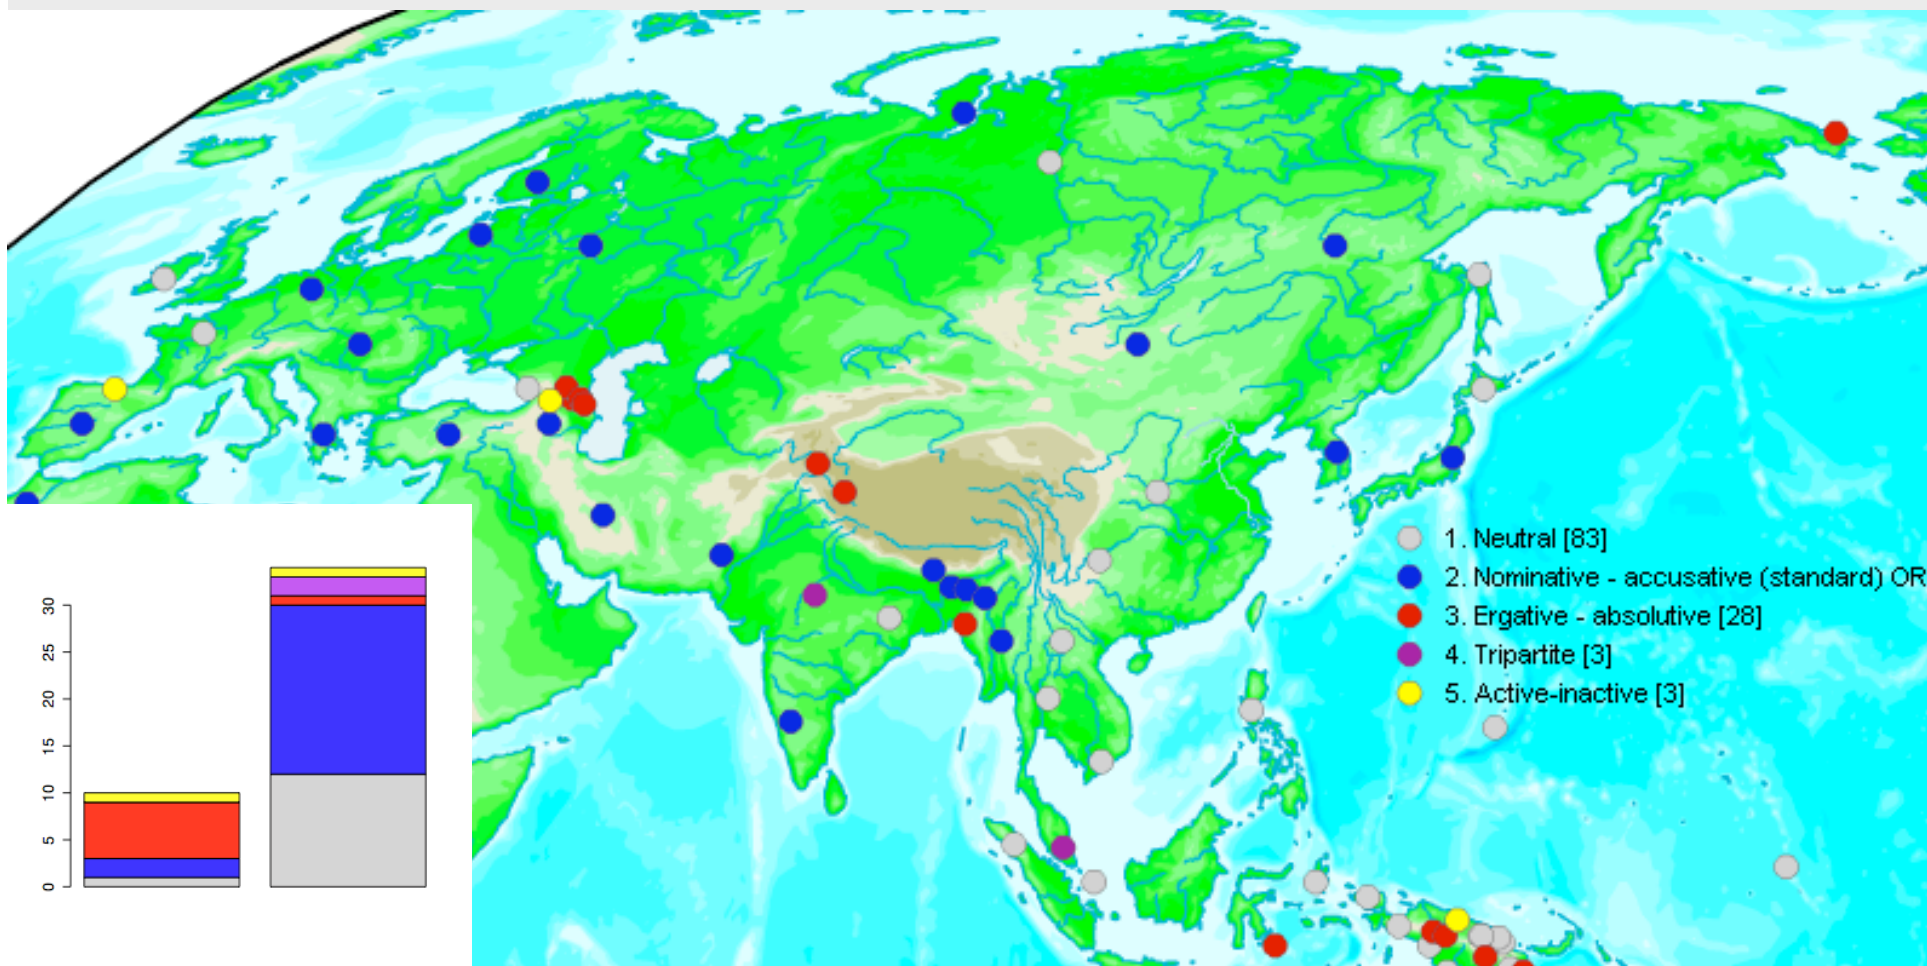 1. Neutral [83]
2. Nominative - accusative (standard) OR
3. Ergative - absolutive [28]
4. Tripartite [3]
5. Active-inactive [3]
30
25
20
15
10
5
0